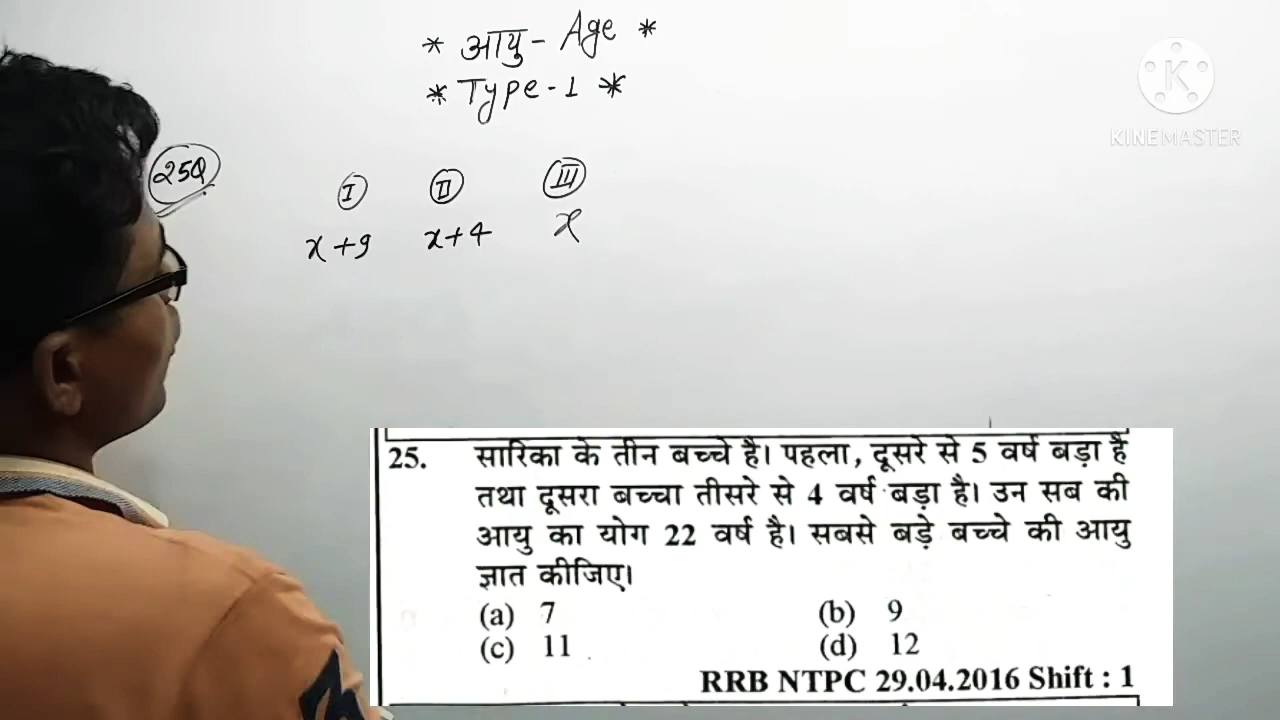 * आयु - Age *
* Type - 1 *
K
KINEMASTER
25Q
I II III
x+9 x+4 x
25. सारिका के तीन बच्चे है। पहला, दूसरे से 5 वर्ष बड़ा है
तथा दूसरा बच्चा तीसरे से 4 वर्ष बड़ा है। उन सब की
आयु का योग 22 वर्ष है। सबसे बड़े बच्चे की आयु
ज्ञात कीजिए।
(a) 7 (b) 9
(c) 11 (d) 12
RRB NTPC 29.04.2016 Shift : 1